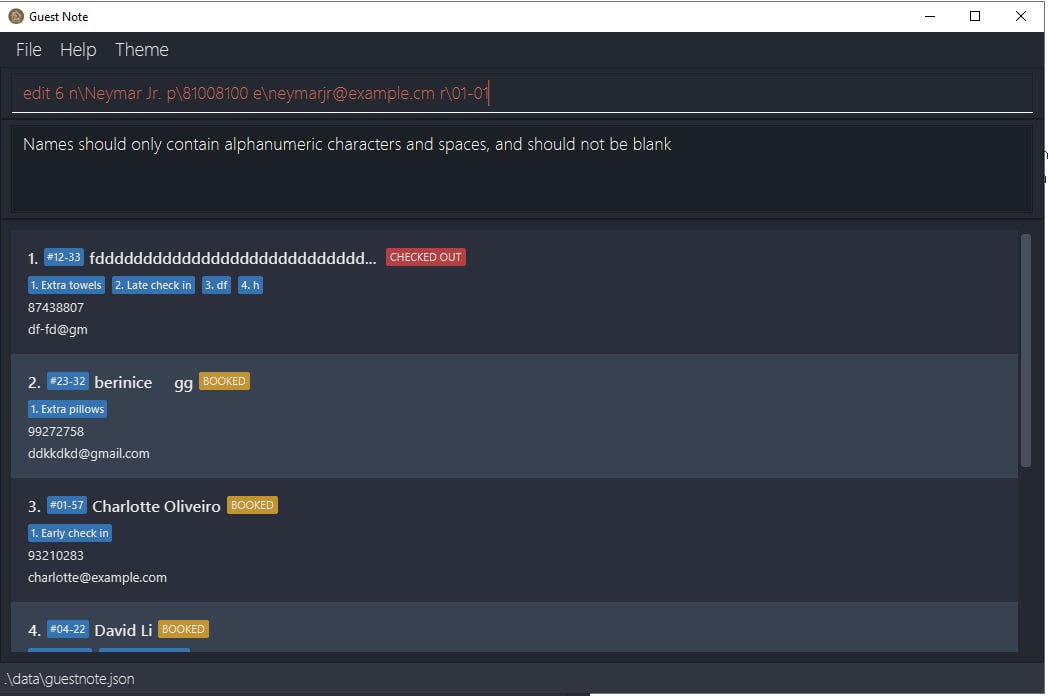 Guest Note
File Help Theme
edit 6 n\Neymar Jr. p\81008100 e\neymarjr@example.cm r\01-01
Names should only contain alphanumeric characters and spaces, and should not be blank
1. #12-33 fddddddddddddddddddddddddddddd... CHECKED OUT
1. Extra towels 2. Late check in 3. df 4. h
87438807
df-fd@gm
2. #23-32 berinice gg BOOKED
1. Extra pillows
99272758
ddkkdkd@gmail.com
3. #01-57 Charlotte Oliveiro BOOKED
1. Early check in
93210283
charlotte@example.com
4. #04-22 David Li BOOKED
.\data\guestnote.json